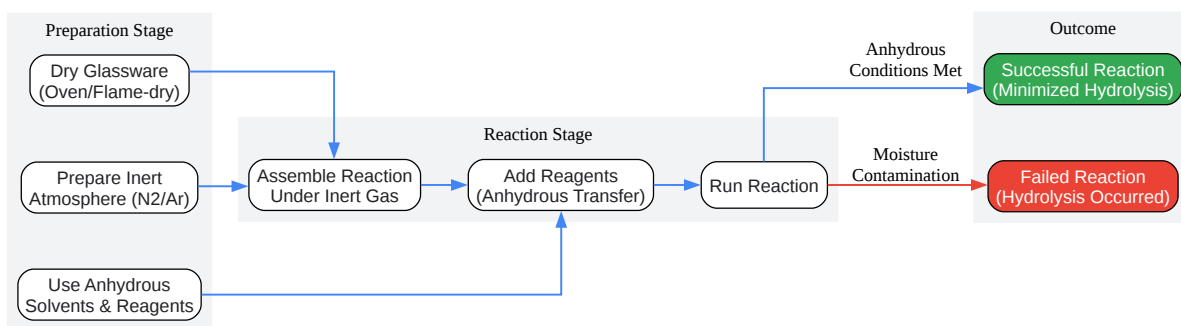 Preparation Stage
Dry Glassware
(Oven/Flame-dry)
Prepare Inert
Atmosphere (N2/Ar)
Use Anhydrous
Solvents & Reagents
Reaction Stage
Assemble Reaction
Under Inert Gas
Add Reagents
(Anhydrous Transfer)
Run Reaction
Anhydrous
Conditions Met
Moisture
Contamination
Outcome
Successful Reaction
(Minimized Hydrolysis)
Failed Reaction
(Hydrolysis Occurred)